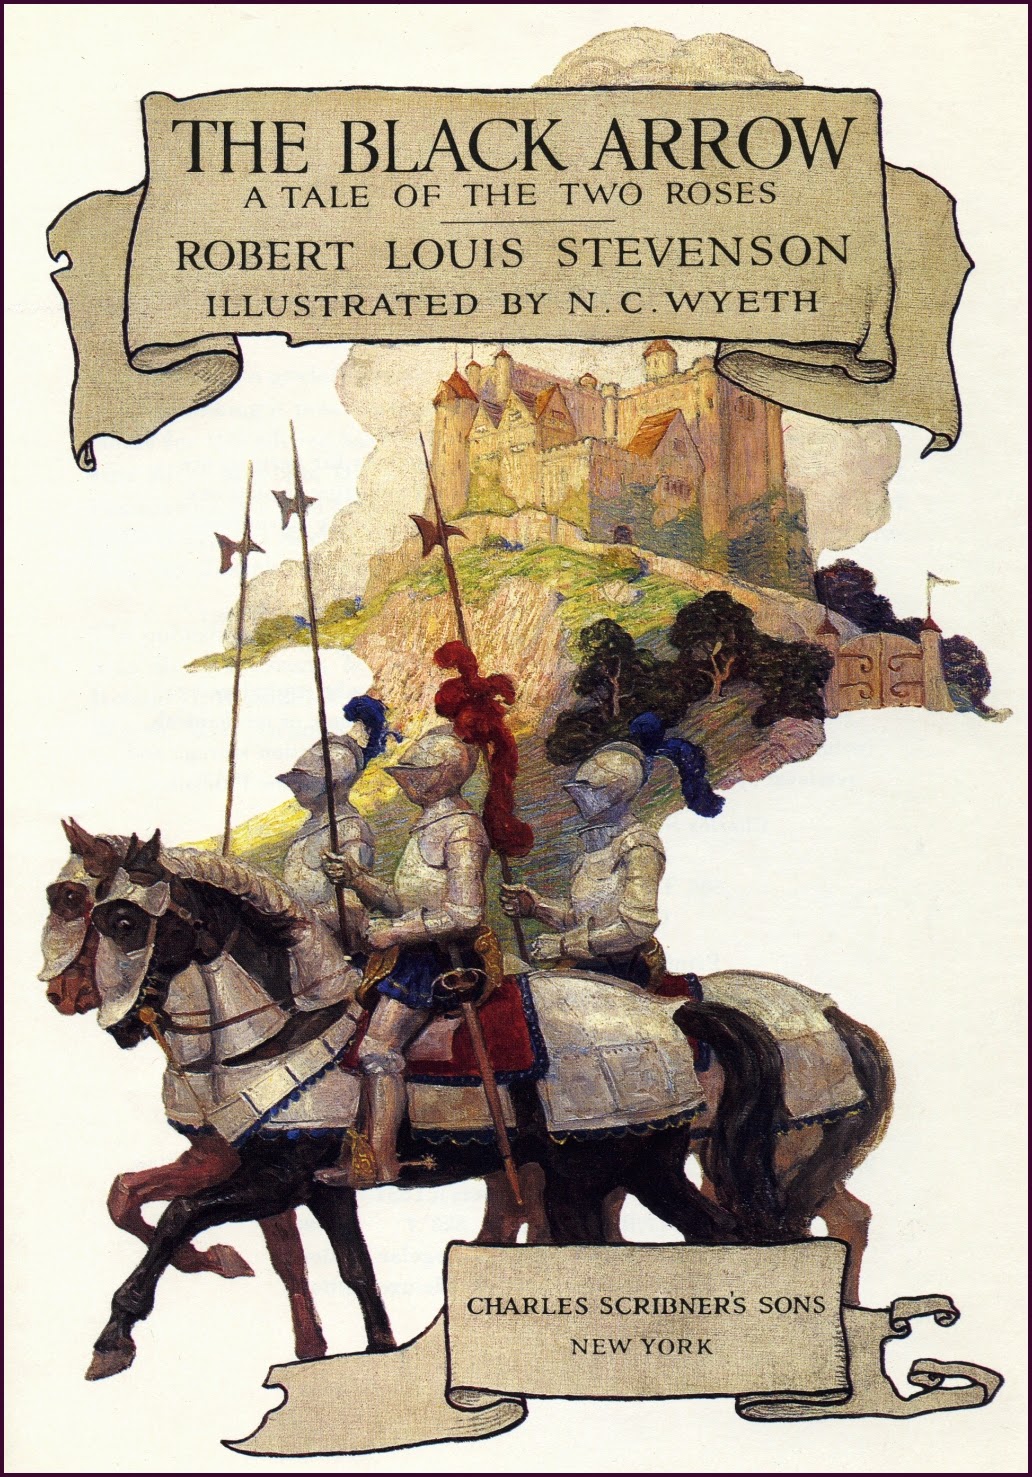 THE BLACK ARROW
A TALE OF THE TWO ROSES
ROBERT LOUIS STEVENSON
ILLUSTRATED BY N. C. WYETH
CHARLES SCRIBNER'S SONS
NEW YORK